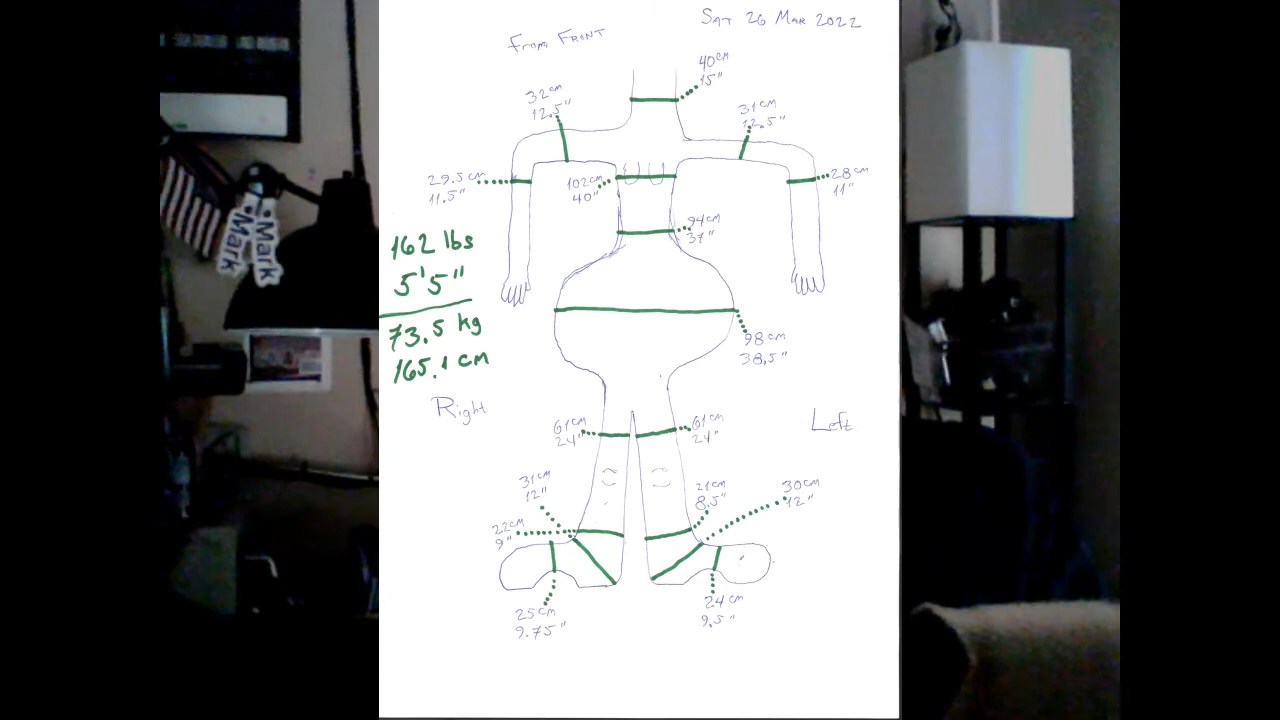 Sat 26 Mar 2022
From Front
40cm
15"
32cm
12.5"
31cm
12.5"
29.5cm
11.5"
102cm
40"
28cm
11"
94cm
37"
162 lbs
5'5"
73.5 kg
165.1 cm
98cm
38.5"
Right
Left
61cm
24"
61cm
24"
31cm
12"
21cm
8.5"
30cm
12"
22cm
9"
25cm
9.75"
24cm
9.5"
Mark
Mark